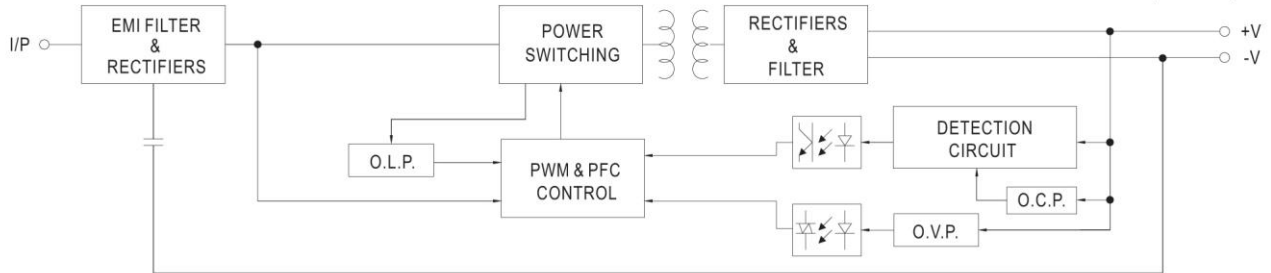 I/P
EMI FILTER
&
RECTIFIERS
POWER
SWITCHING
RECTIFIERS
&
FILTER
+V
-V
O.L.P.
PWM & PFC
CONTROL
DETECTION
CIRCUIT
O.C.P.
O.V.P.